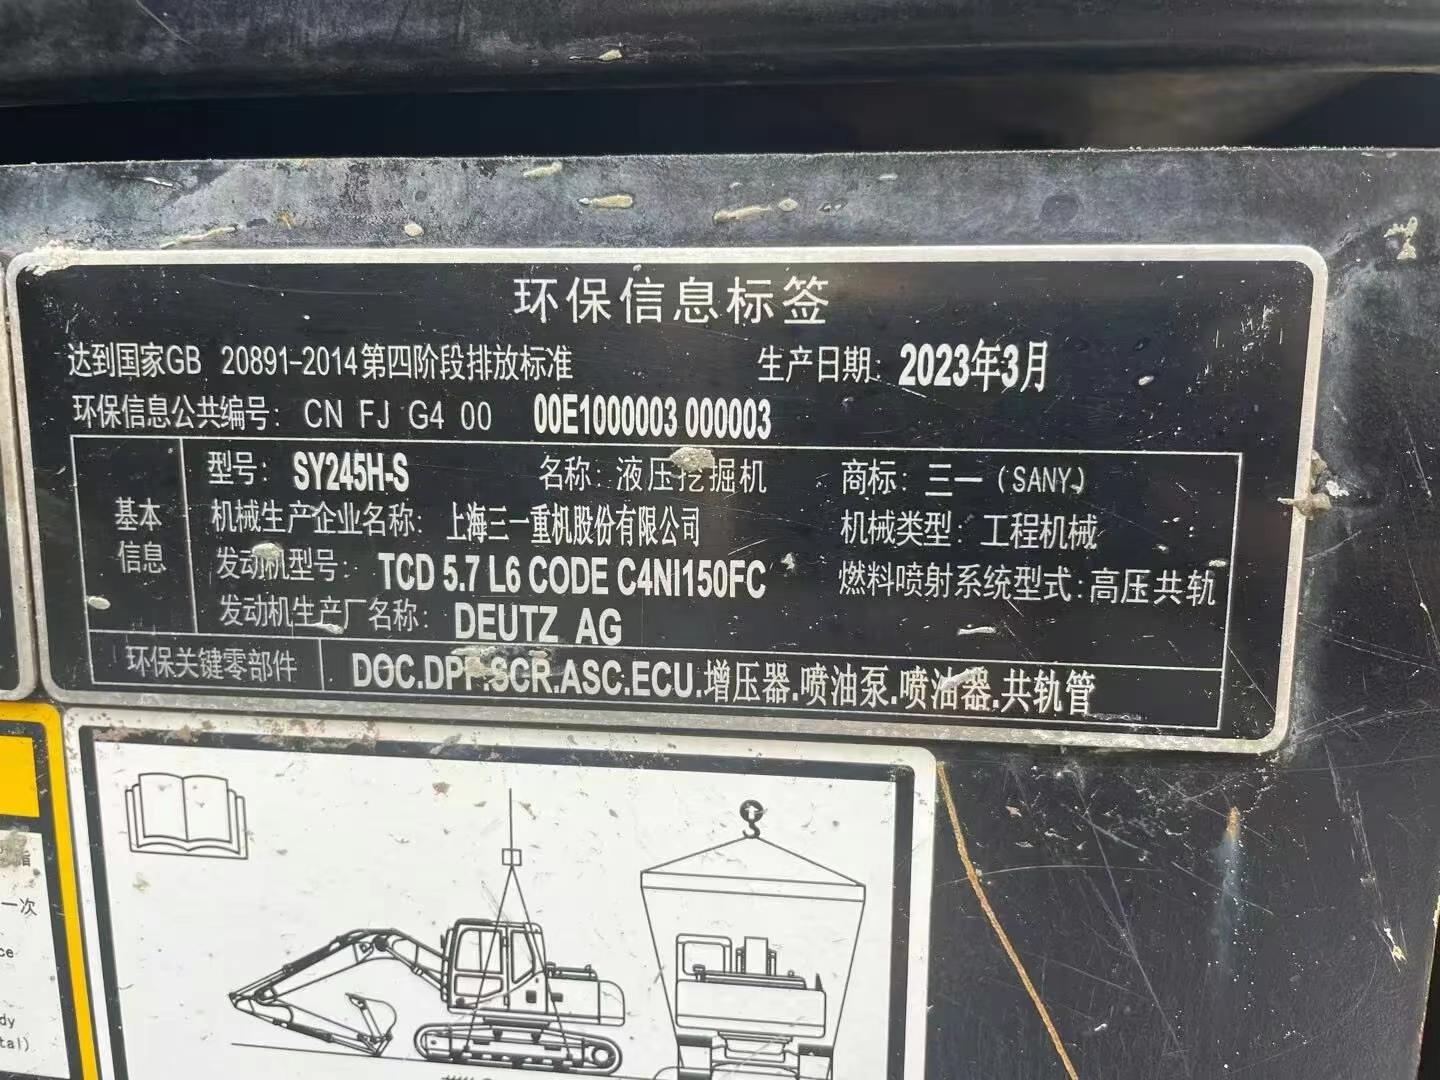 环保信息标签
达到国家GB 20891-2014第四阶段排放标准 生产日期: 2023年3月
环保信息公共编号: CN FJ G4 00 00E1000003 000003
基本信息
型号: SY245H-S 名称: 液压挖掘机 商标: 三一(SANY)
机械生产企业名称: 上海三一重机股份有限公司 机械类型: 工程机械
发动机型号: TCD 5.7 L6 CODE C4NI150FC 燃料喷射系统型式: 高压共轨
发动机生产厂名称: DEUTZ AG
环保关键零部件 DOC.DPF.SCR.ASC.ECU.增压器.喷油泵.喷油器.共轨管
一次
ce
dy
tal)